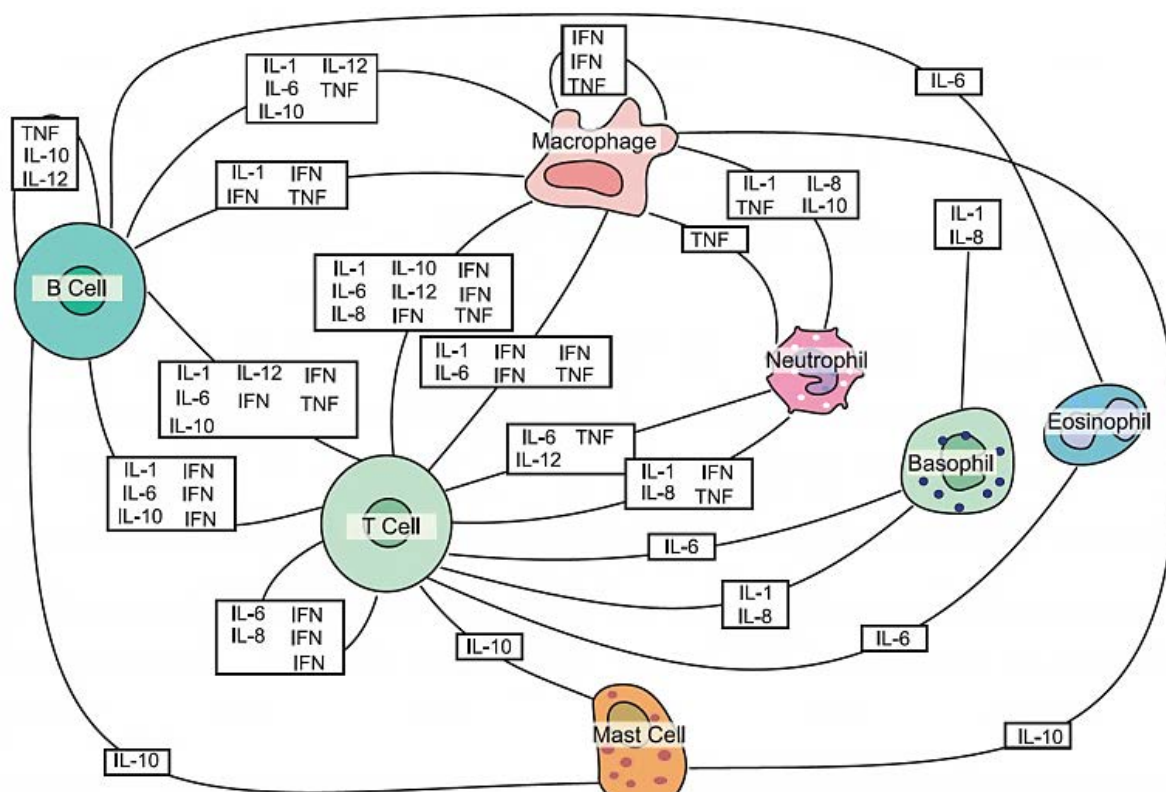 IFN
IFN
TNF
IL-1 IL-12
IL-6 TNF
IL-10
IL-6
Macrophage
TNF
IL-10
IL-12
IL-1 IFN
IFN TNF
IL-1 IL-8
TNF IL-10
IL-1
IL-8
TNF
B Cell
IL-1 IL-10 IFN
IL-6 IL-12 IFN
IL-8 IFN TNF
IL-1 IFN IFN
IL-6 IFN TNF
Neutrophil
IL-1 IL-12 IFN
IL-6 IFN TNF
IL-10
Eosinophil
IL-6 TNF
IL-12
Basophil
IL-1 IFN
IL-6 IFN
IL-10 IFN
IL-1 IFN
IL-8 TNF
T Cell
IL-6
IL-1
IL-8
IL-6 IFN
IL-8 IFN
IFN
IL-10
IL-6
Mast Cell
IL-10
IL-10